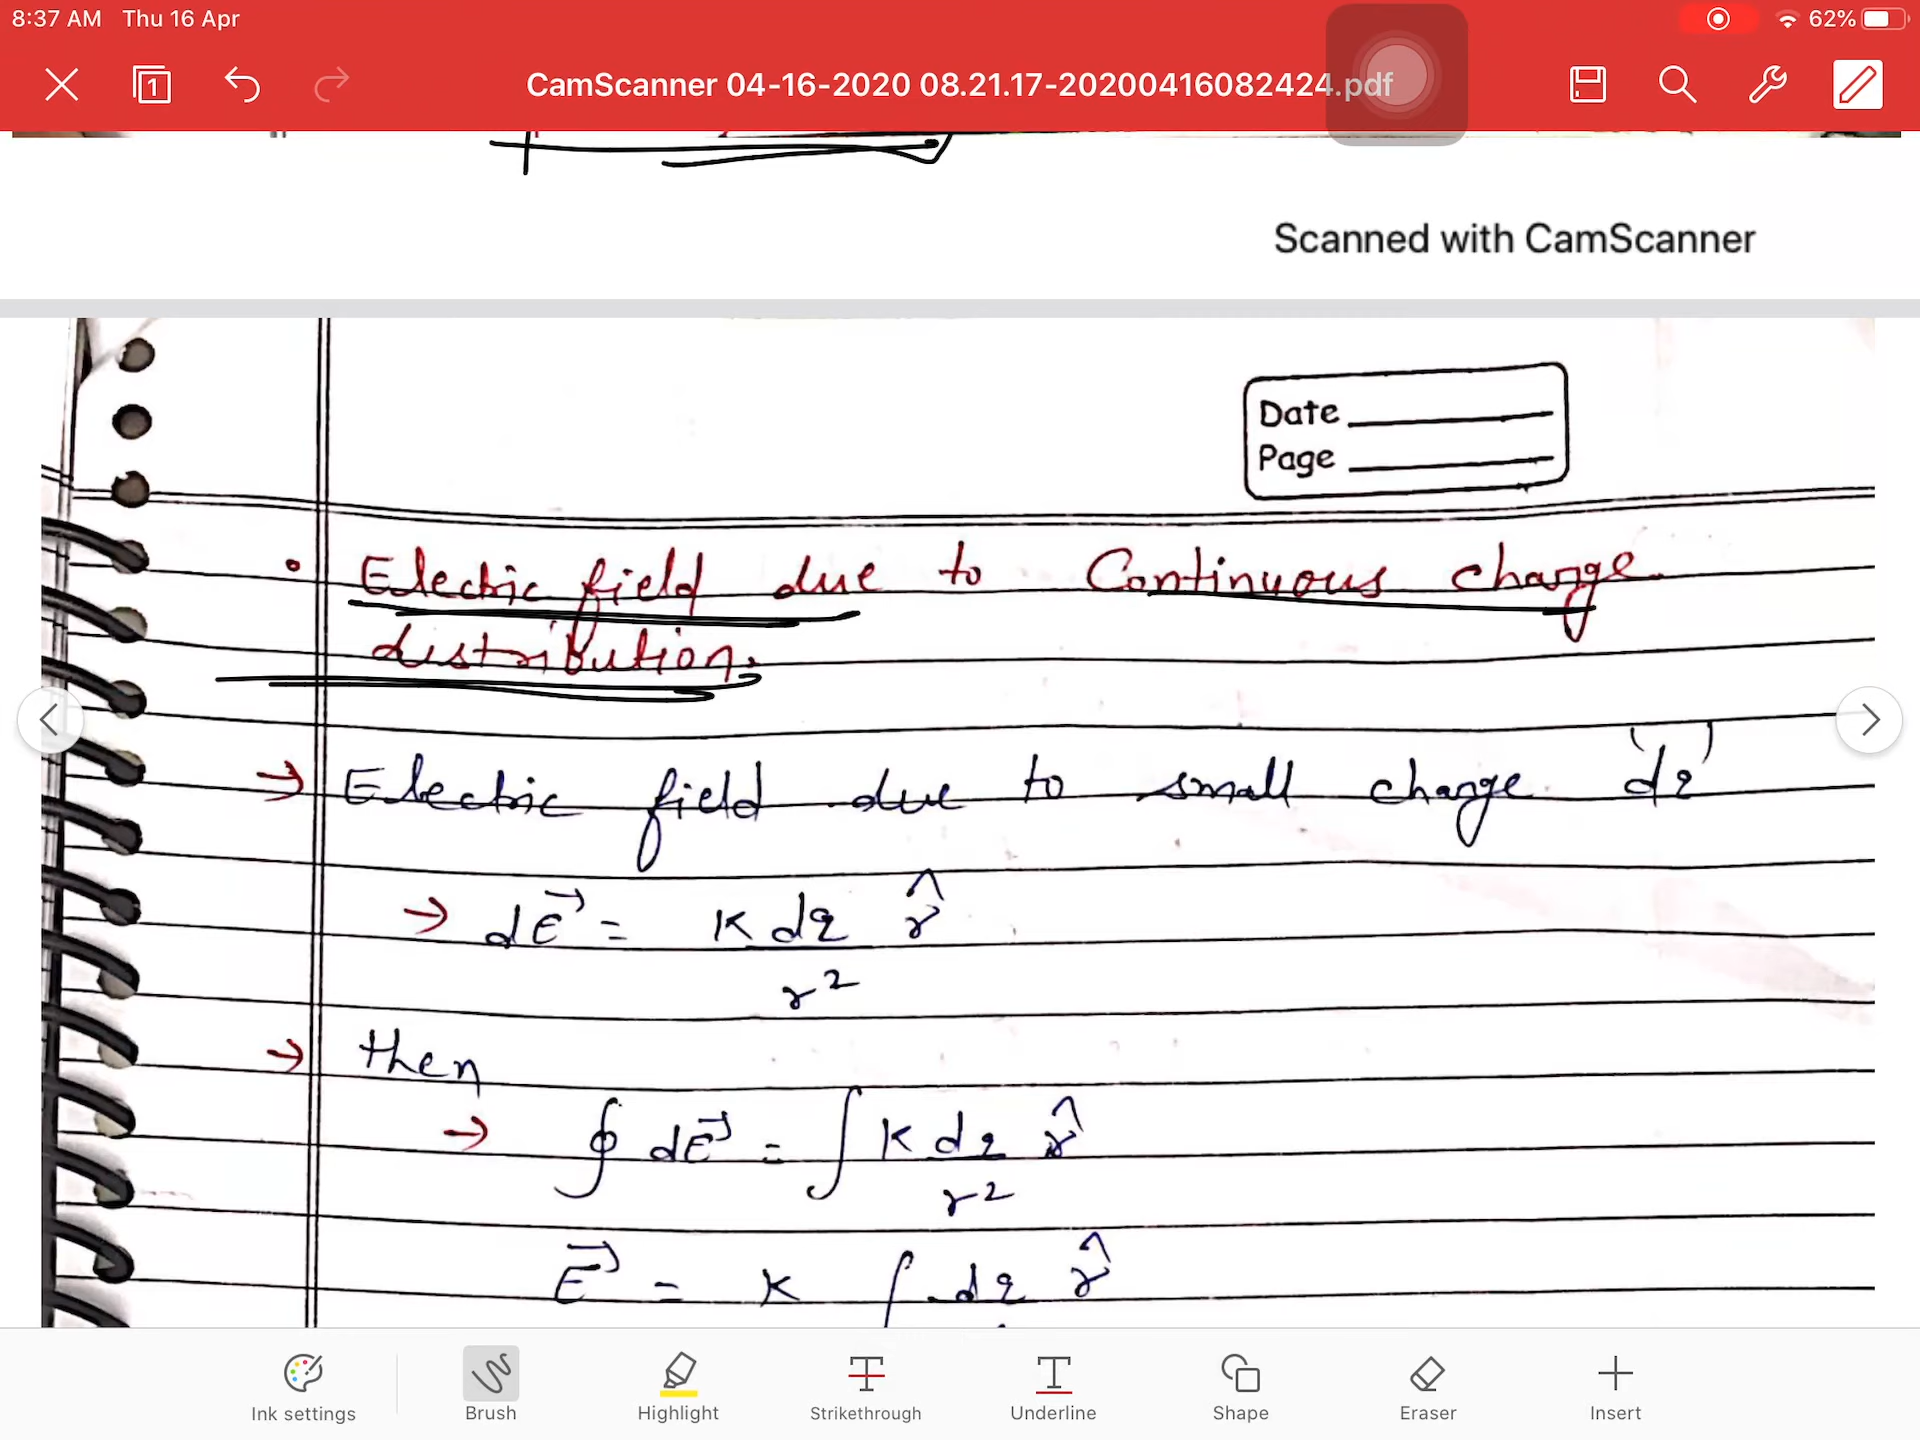 8:37 AM Thu 16 Apr
62%
1
CamScanner 04-16-2020 08.21.17-20200416082424.pdf
Scanned with CamScanner
Date
Page
• Electric field due to Continuous charge
distribution.
→ Electric field due to small charge 'dq'
→ dE⃗ = K dq r̂
r²
→ then
→ ∮ dE⃗ = ∫ K dq r̂
r²
E⃗ = K ∫ dq r̂
Ink settings
Brush
Highlight
Strikethrough
Underline
Shape
Eraser
Insert